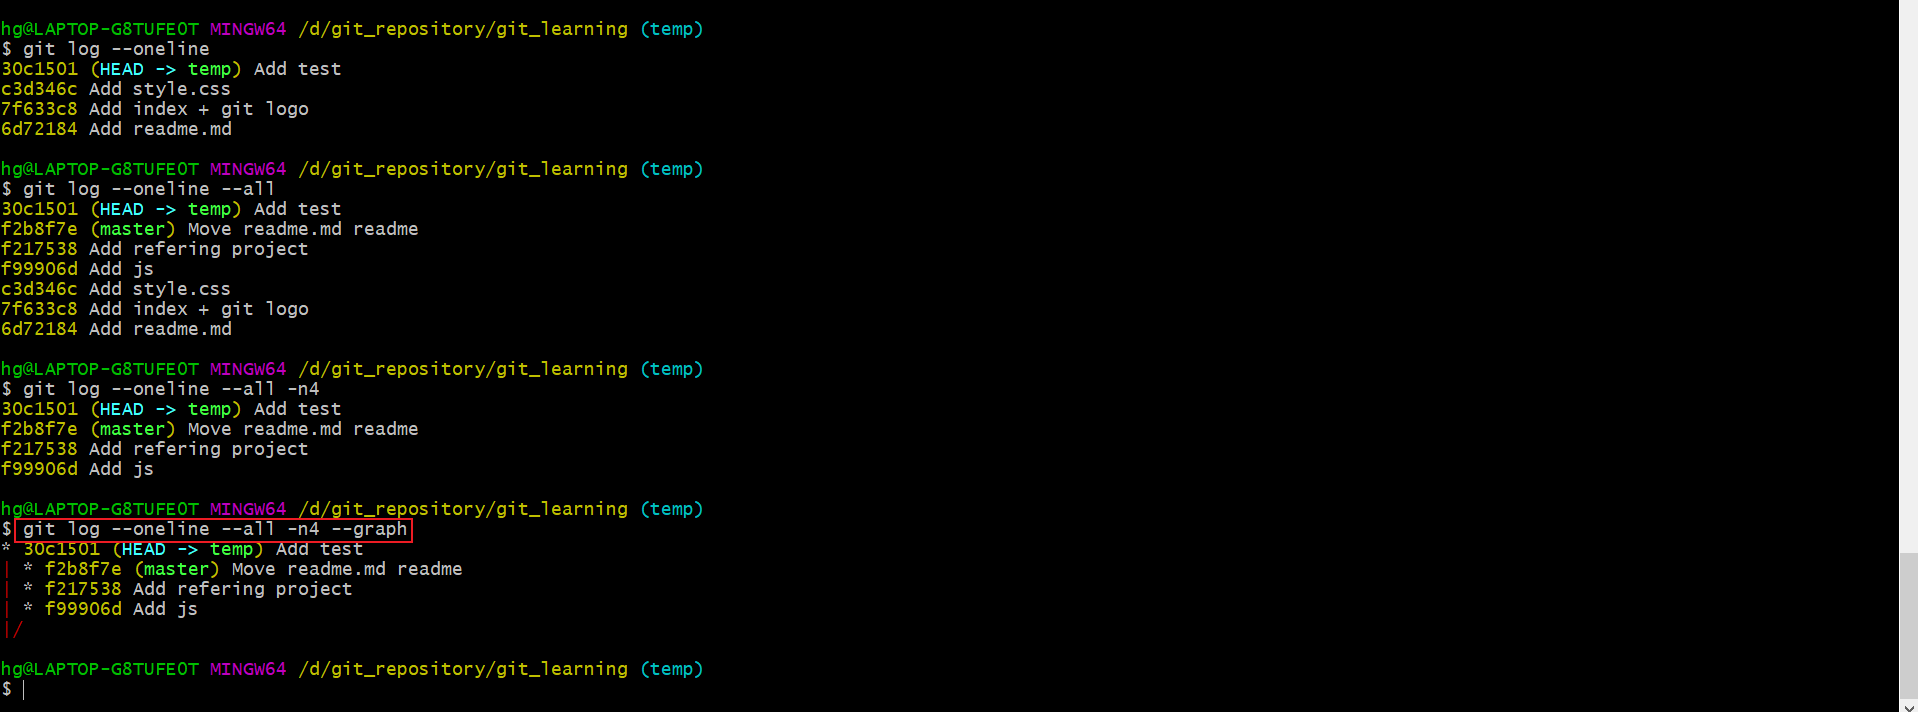 hg@LAPTOP-G8TUFE0T MINGW64 /d/git_repository/git_learning (temp)
$ git log --oneline
30c1501 (HEAD -> temp) Add test
c3d346c Add style.css
7f633c8 Add index + git logo
6d72184 Add readme.md
hg@LAPTOP-G8TUFE0T MINGW64 /d/git_repository/git_learning (temp)
$ git log --oneline --all
30c1501 (HEAD -> temp) Add test
f2b8f7e (master) Move readme.md readme
f217538 Add refering project
f99906d Add js
c3d346c Add style.css
7f633c8 Add index + git logo
6d72184 Add readme.md
hg@LAPTOP-G8TUFE0T MINGW64 /d/git_repository/git_learning (temp)
$ git log --oneline --all -n4
30c1501 (HEAD -> temp) Add test
f2b8f7e (master) Move readme.md readme
f217538 Add refering project
f99906d Add js
hg@LAPTOP-G8TUFE0T MINGW64 /d/git_repository/git_learning (temp)
$ git log --oneline --all -n4 --graph
* 30c1501 (HEAD -> temp) Add test
| * f2b8f7e (master) Move readme.md readme
| * f217538 Add refering project
| * f99906d Add js
|/
hg@LAPTOP-G8TUFE0T MINGW64 /d/git_repository/git_learning (temp)
$